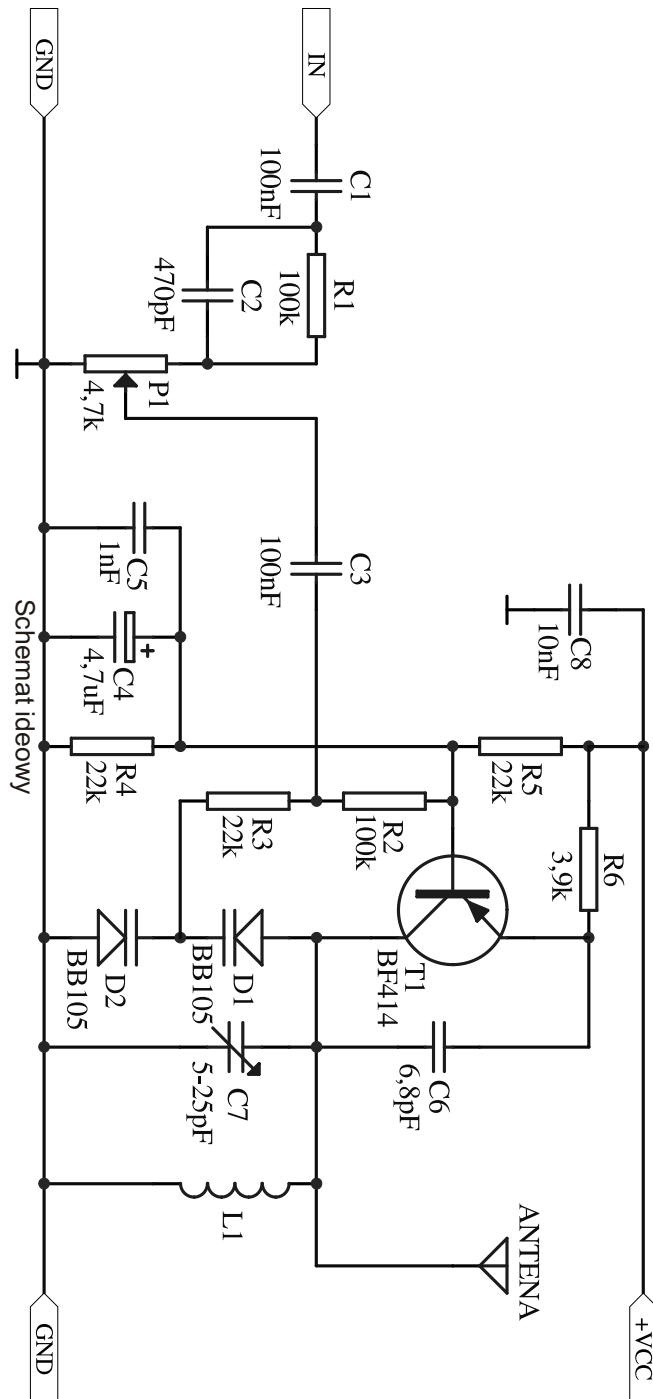 +VCC
C8
10nF
R5
22k
R6
3,9k
T1
BF414
C6
6,8pF
ANTENA
IN
C1
100nF
R1
100k
C2
470pF
C3
100nF
R2
100k
R3
22k
D1
BB105
C7
5-25pF
L1
P1
4,7k
C5
1nF
C4
4,7uF
+
R4
22k
D2
BB105
GND
GND
Schemat ideowy